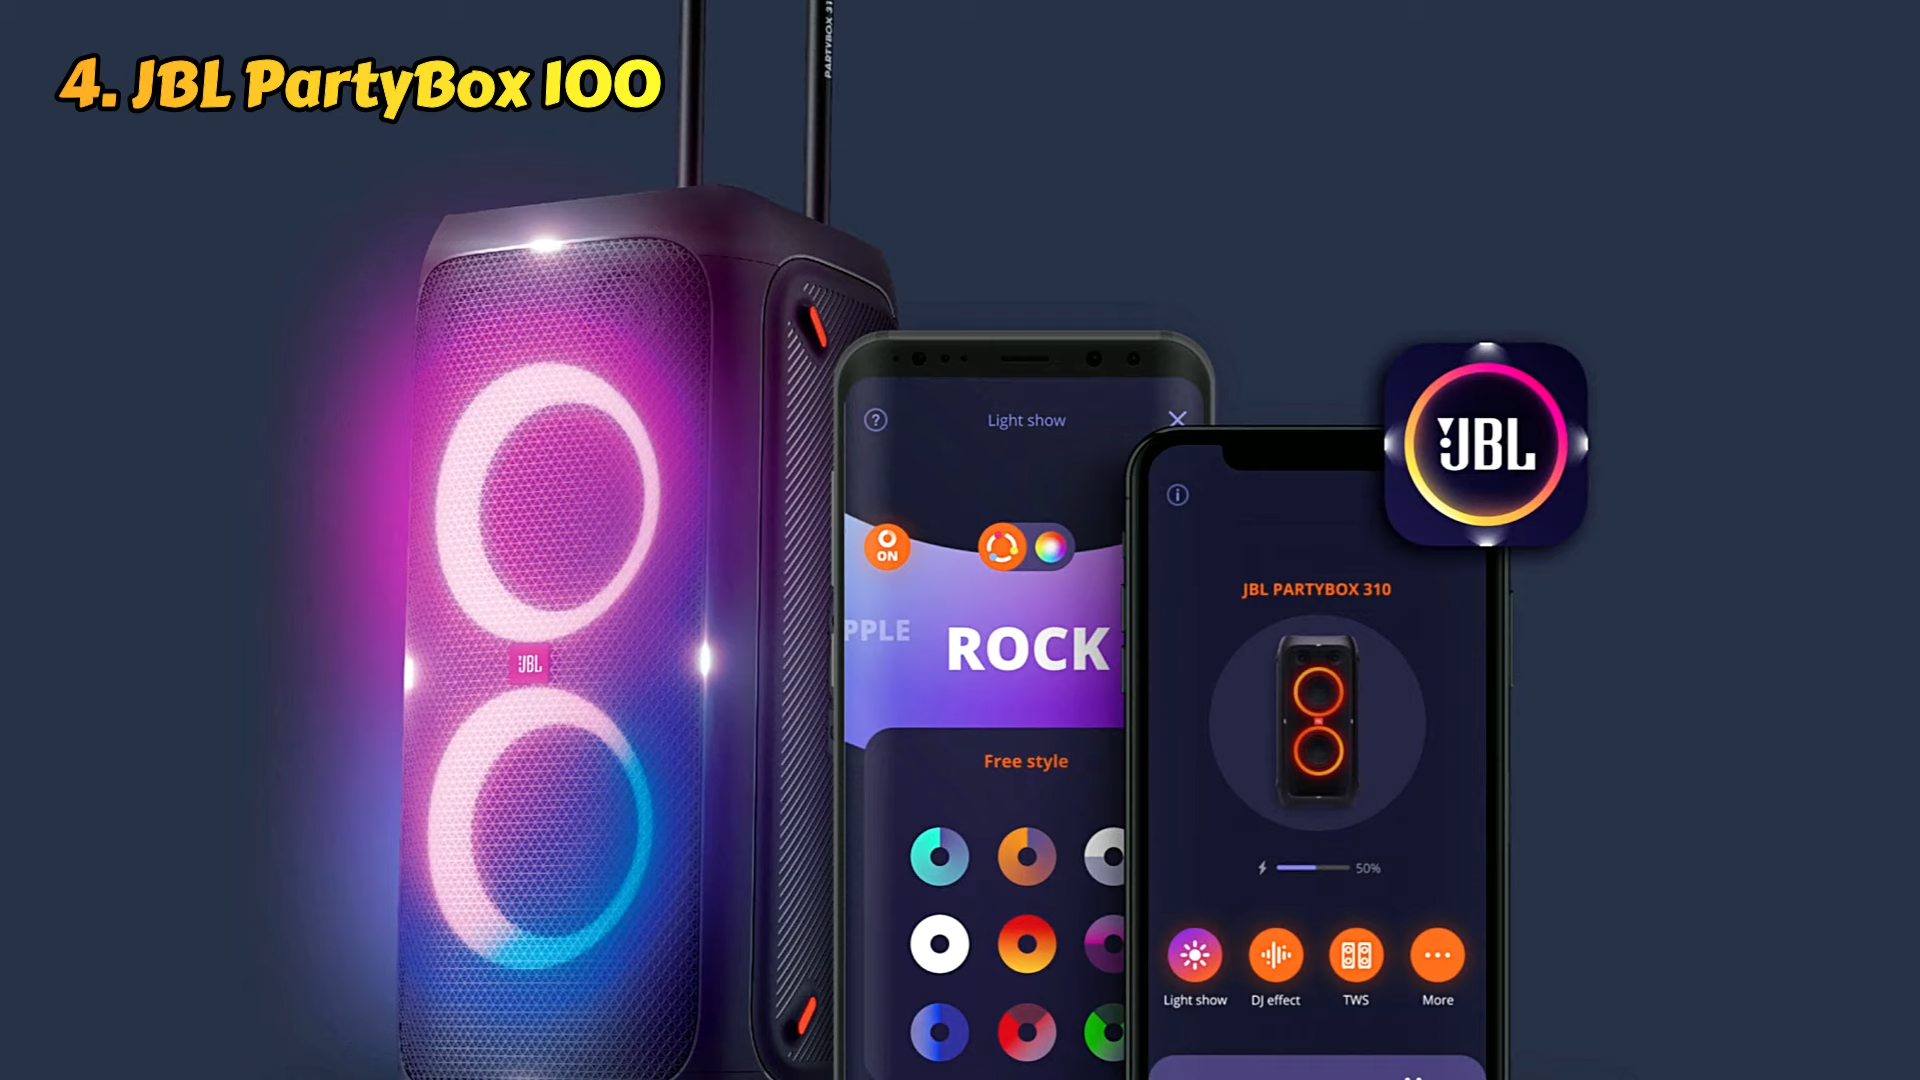 4. JBL PartyBox 100
PARTYBOX 31
Light show
JBL
ON
JBL PARTYBOX 310
PPLE
ROCK
JBL
Free style
50%
Light show
DJ effect
TWS
More